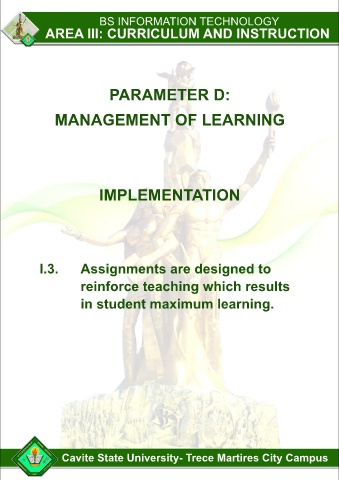 BS INFORMATION TECHNOLOGY
AREA III: CURRICULUM AND INSTRUCTION
PARAMETER D:
MANAGEMENT OF LEARNING
IMPLEMENTATION
I.3. Assignments are designed to
reinforce teaching which results
in student maximum learning.
Cavite State University- Trece Martires City Campus